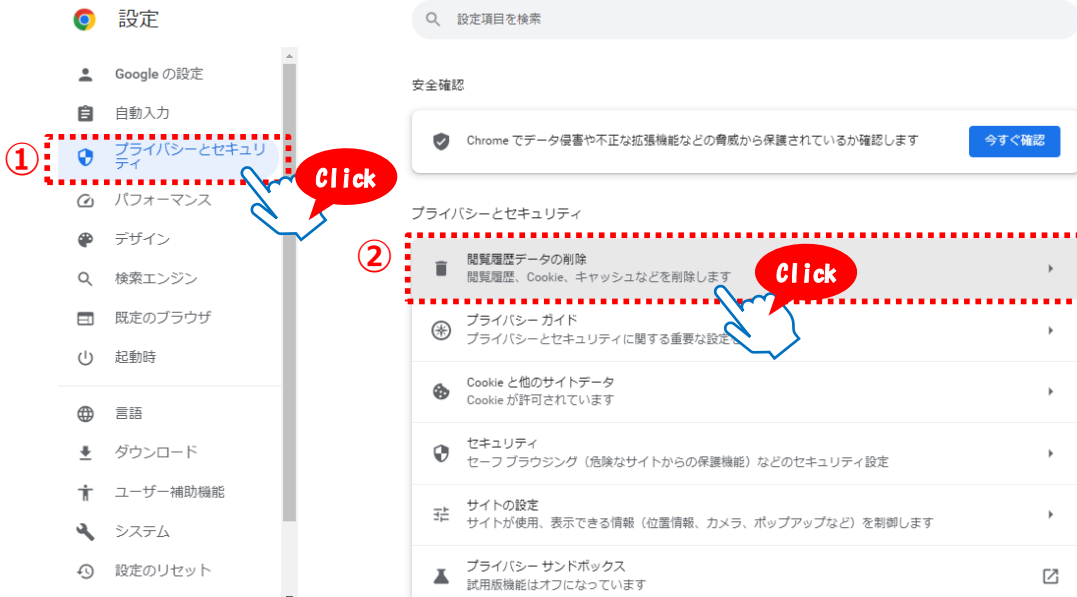 設定
設定項目を検索
Google の設定
自動入力
①
プライバシーとセキュリ
ティ
Click
パフォーマンス
デザイン
検索エンジン
既定のブラウザ
起動時
言語
ダウンロード
ユーザー補助機能
システム
設定のリセット
安全確認
Chrome でデータ侵害や不正な拡張機能などの脅威から保護されているか確認します
今すぐ確認
プライバシーとセキュリティ
②
閲覧履歴データの削除
閲覧履歴、Cookie、キャッシュなどを削除します
Click
プライバシー ガイド
プライバシーとセキュリティに関する重要な設定
Cookie と他のサイトデータ
Cookie が許可されています
セキュリティ
セーフ ブラウジング（危険なサイトからの保護機能）などのセキュリティ設定
サイトの設定
サイトが使用、表示できる情報（位置情報、カメラ、ポップアップなど）を制御します
プライバシー サンドボックス
試用版機能はオフになっています